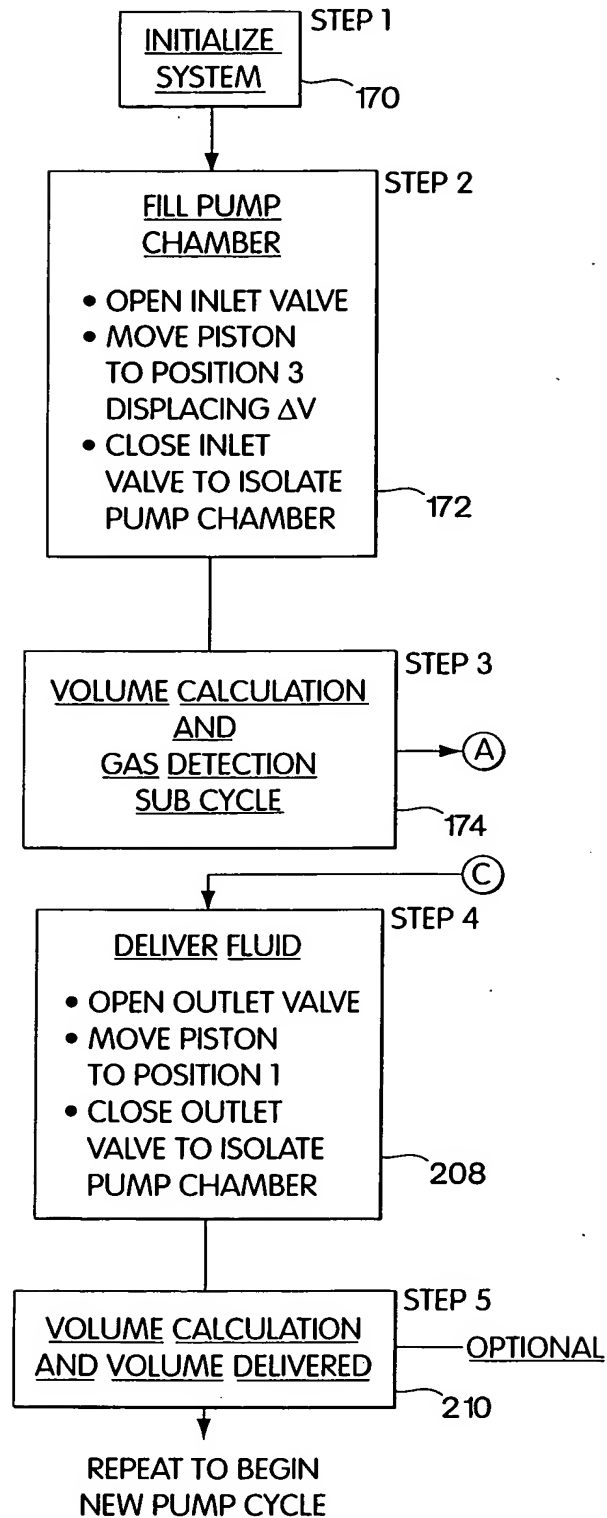 STEP 1
INITIALIZE
SYSTEM
170
STEP 2
FILL PUMP
CHAMBER
• OPEN INLET VALVE
• MOVE PISTON
TO POSITION 3
DISPLACING ΔV
• CLOSE INLET
VALVE TO ISOLATE
PUMP CHAMBER
172
STEP 3
VOLUME CALCULATION
AND
GAS DETECTION
SUB CYCLE
A
174
C
STEP 4
DELIVER FLUID
• OPEN OUTLET VALVE
• MOVE PISTON
TO POSITION 1
• CLOSE OUTLET
VALVE TO ISOLATE
PUMP CHAMBER
208
STEP 5
VOLUME CALCULATION
AND VOLUME DELIVERED
OPTIONAL
210
REPEAT TO BEGIN
NEW PUMP CYCLE